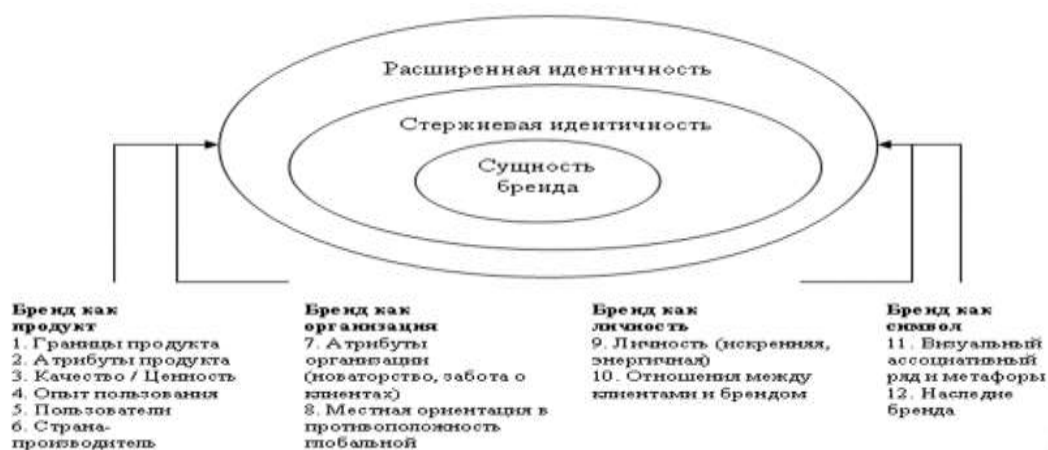 Расширенная идентичность
Стержневая идентичность
Сущность
бренда
Бренд как
продукт
1. Границы продукта
2. Атрибуты продукта
3. Качество / Ценность
4. Опыт пользования
5. Пользователи
6. Страна-
производитель
Бренд как
организация
7. Атрибуты
организации
(новаторство, забота о
клиентах)
8. Местная ориентация в
противоположность
глобальной
Бренд как
личность
9. Личность (искренняя,
энергичная)
10. Отношения между
клиентами и брендом
Бренд как
символ
11. Визуальный
ассоциативный
ряд и метафоры
12. Наследие
бренда